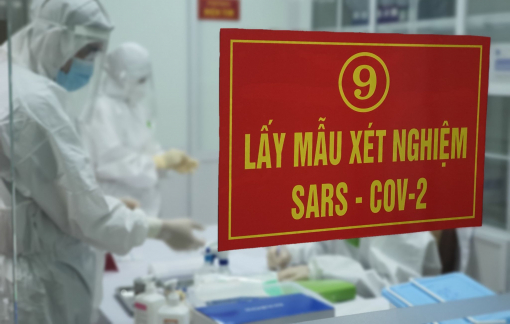 9
LẤY MẪU XÉT NGHIỆM
SARS - COV-2